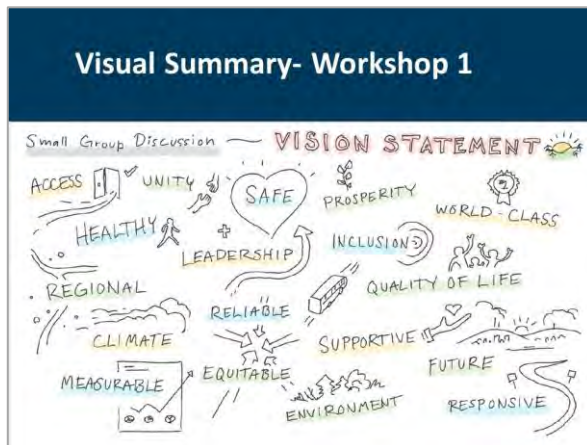 Visual Summary- Workshop 1
Small Group Discussion — VISION STATEMENT
ACCESS
UNITY
SAFE
PROSPERITY
WORLD-CLASS
HEALTHY
LEADERSHIP
INCLUSION
REGIONAL
RELIABLE
QUALITY OF LIFE
CLIMATE
SUPPORTIVE
FUTURE
MEASURABLE
EQUITABLE
ENVIRONMENT
RESPONSIVE